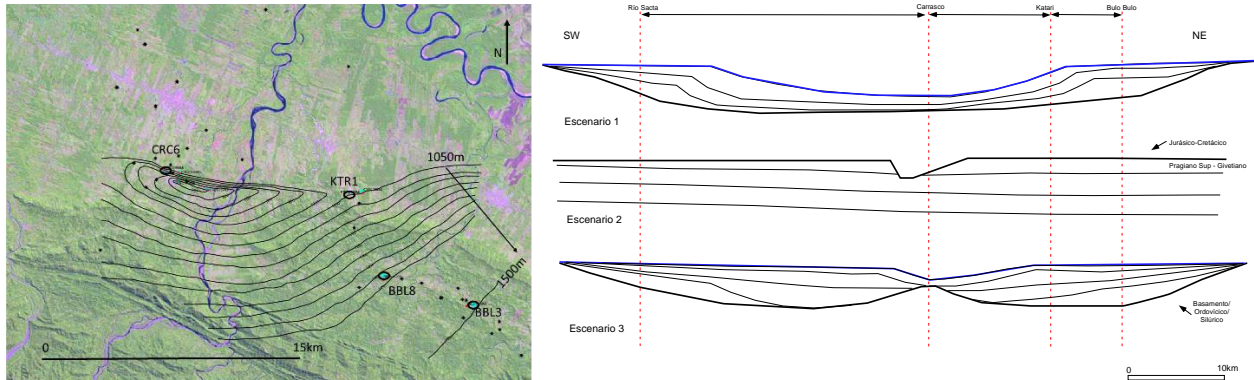 N
CRC6
1050m
KTR1
1500m
BBL8
BBL3
0
15km
Río Sacta
Carrasco
Katari
Bulo Bulo
SW
NE
Escenario 1
Jurásico-Cretácico
Pragiano Sup - Givetiano
Escenario 2
Escenario 3
Basamento/
Ordovícico/
Silúrico
0
10km